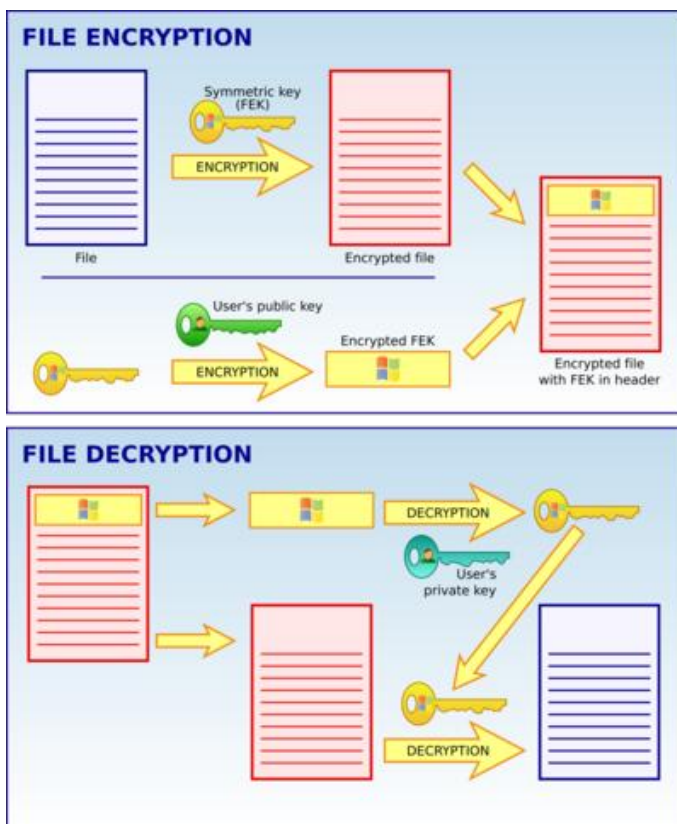 FILE ENCRYPTION
Symmetric key
(FEK)
ENCRYPTION
File
Encrypted file
User's public key
Encrypted FEK
ENCRYPTION
Encrypted file
with FEK in header
FILE DECRYPTION
DECRYPTION
User's
private key
DECRYPTION